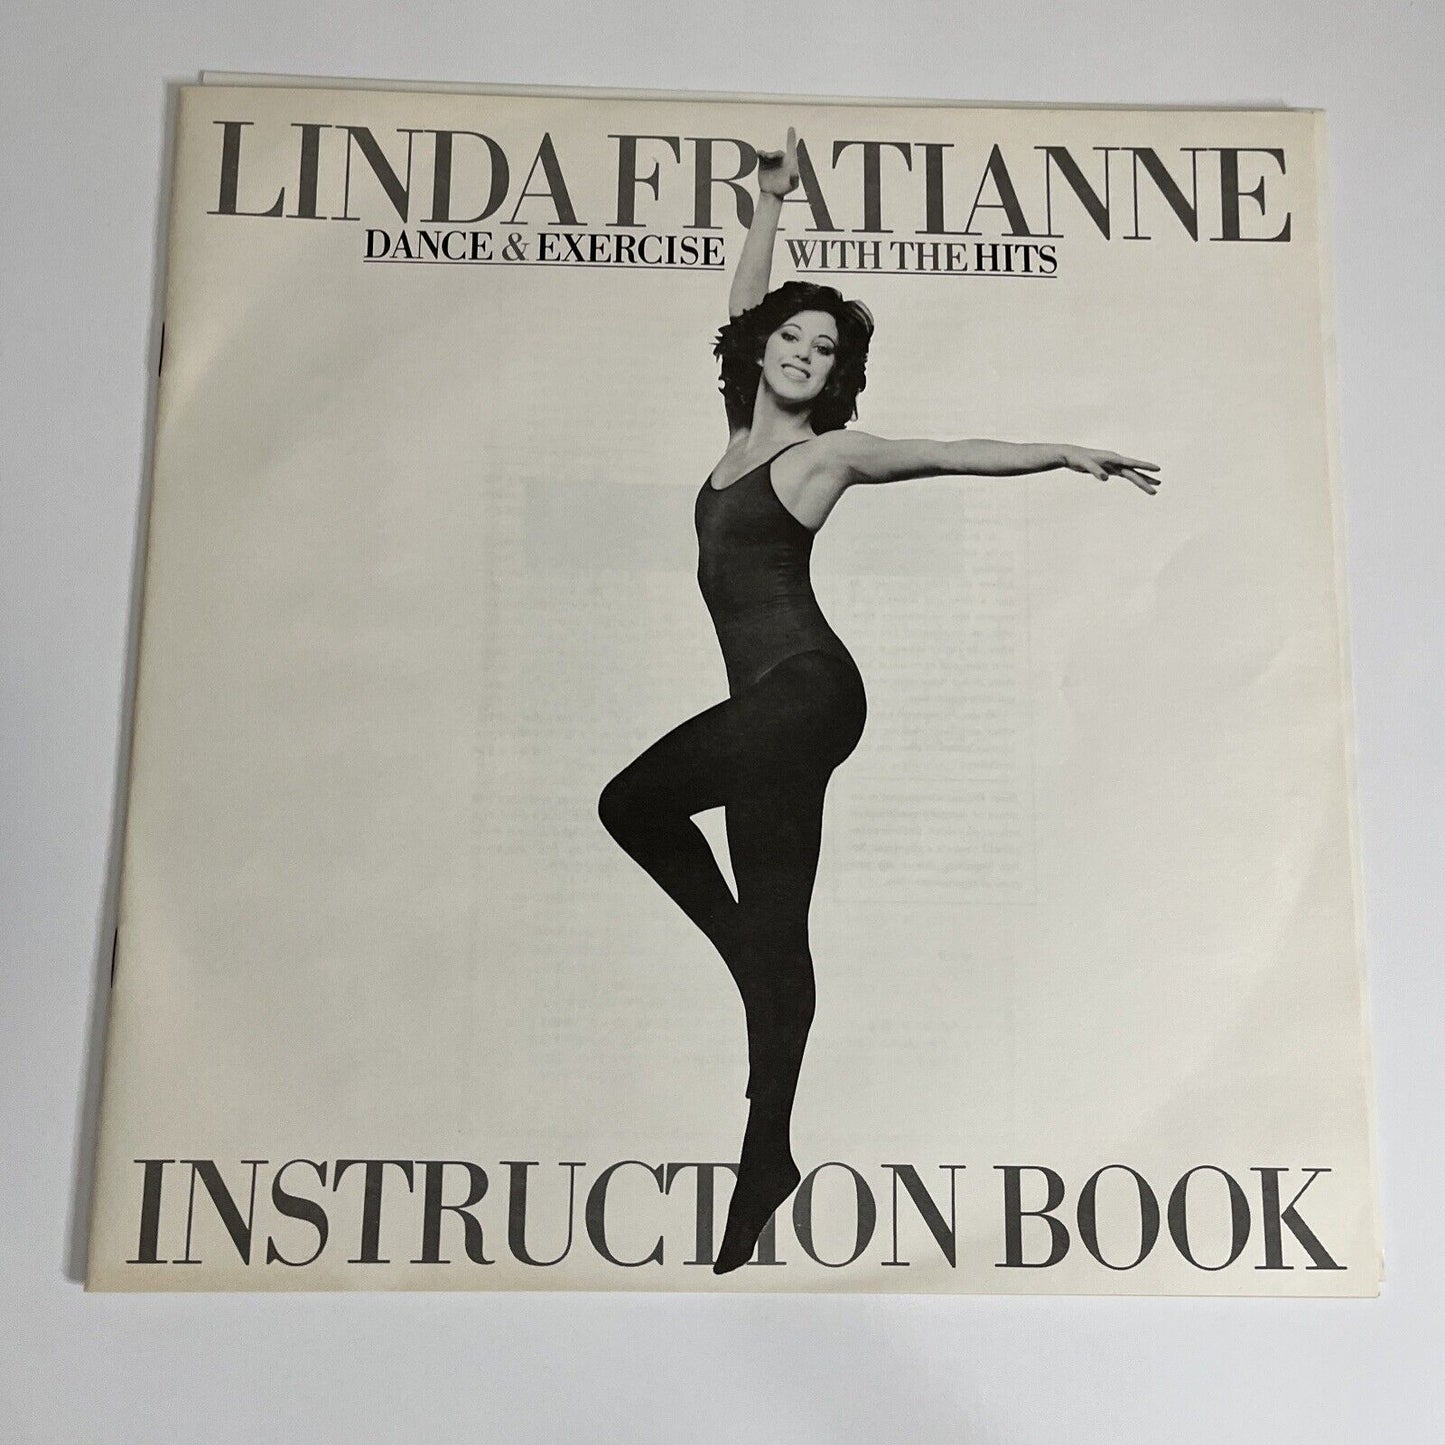 LINDA FRATIANNE
DANCE & EXERCISE WITH THE HITS
INSTRUCTION BOOK